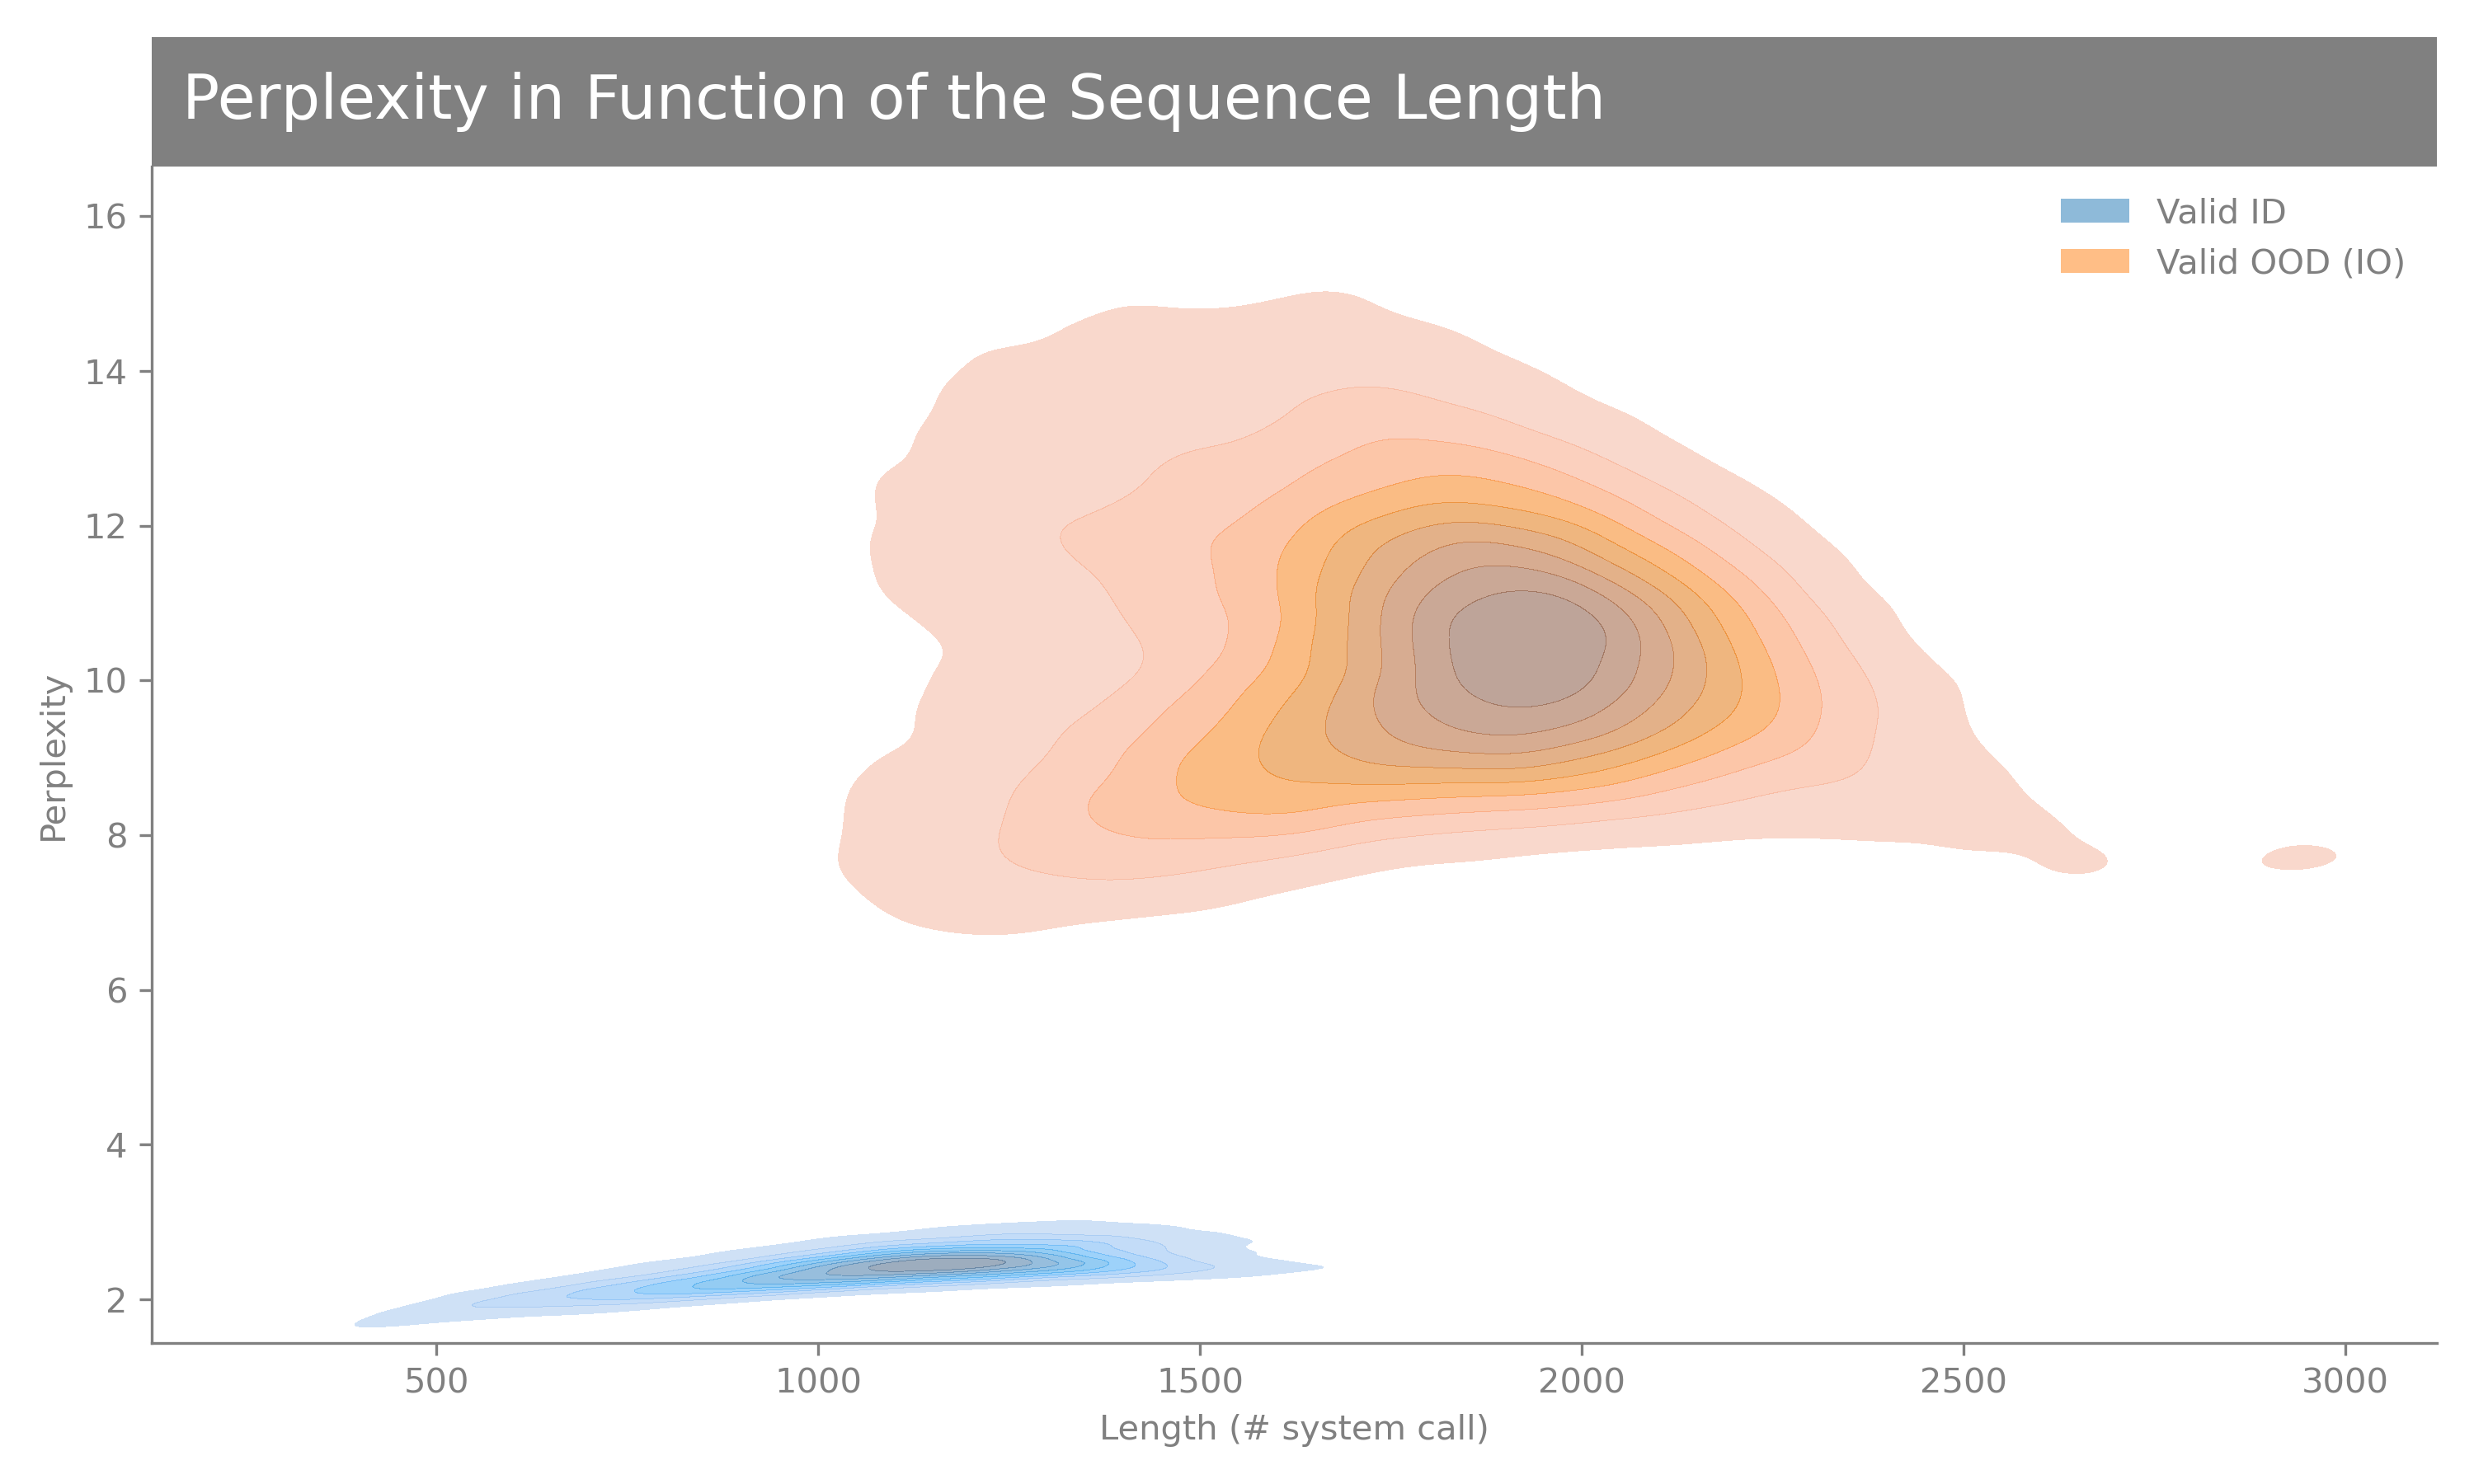 Perplexity in Function of the Sequence Length
Valid ID
Valid OOD (IO)
16
14
12
10
8
6
4
2
Perplexity
500
1000
1500
2000
2500
3000
Length (# system call)